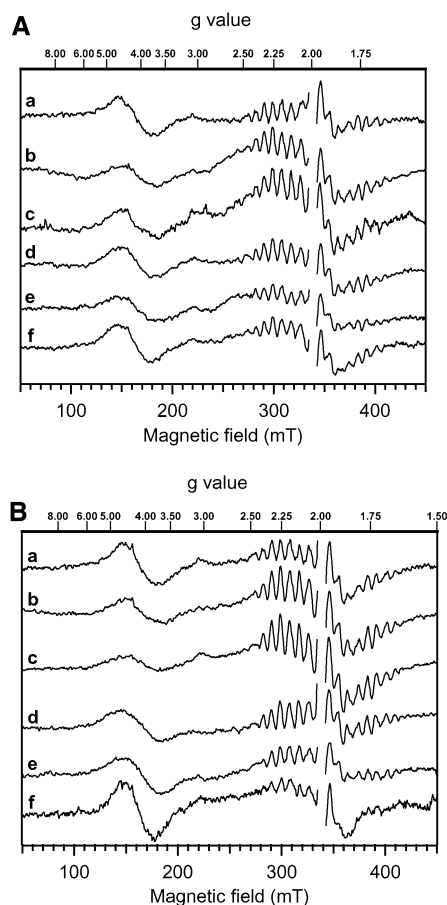 A
g value
8.00 6.00 5.00 4.00 3.50 3.00 2.50 2.25 2.00 1.75
a
b
c
d
e
f
100 200 300 400
Magnetic field (mT)
g value
B
8.00 6.00 5.00 4.00 3.50 3.00 2.50 2.25 2.00 1.75 1.50
a
b
c
d
e
f
100 200 300 400
Magnetic field (mT)